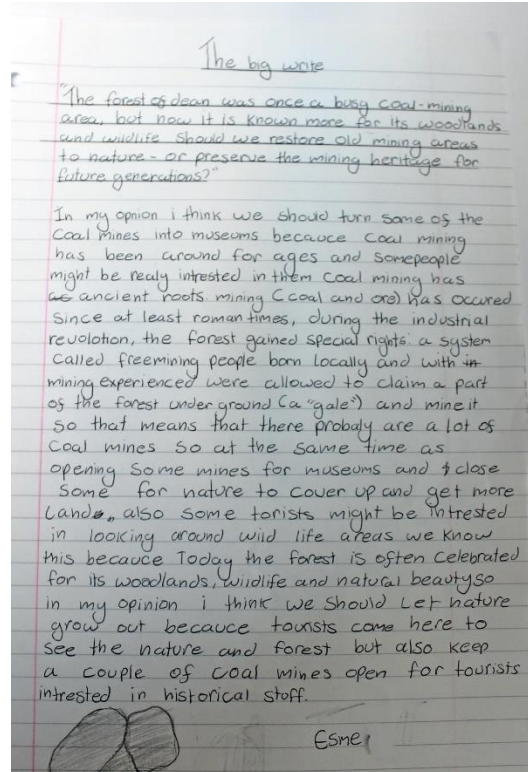 The big write
"The forest of dean was once a busy coal-mining
area, but now it is known more for its woodlands
and wildlife should we restore old mining areas
to nature - or preserve the mining heritage for
future generations?"
In my opnion i think we should turn some of the
coal mines into museums becauce coal mining
has been around for ages and somepeople
might be realy intrested in them coal mining has
as ancient roots mining (coal and ore) has occured
since at least roman times, during the industrial
revolotion, the forest gained special rights: a system
called freemining people born locally and with in
mining experienced were allowed to claim a part
of the forest under ground (a "gale") and mine it
so that means that there probaly are a lot of
coal mines so at the same time as
opening some mines for museums and close
some for nature to cover up and get more
land, also some torists might be intrested
in looking around wild life areas we know
this becauce Today the forest is often celebrated
for its woodlands, wildlife and natural beauty so
in my opinion i think we should let nature
grow out becauce tourists come here to
see the nature and forest but also keep
a couple of coal mines open for tourists
intrested in historical stoff.
Esme